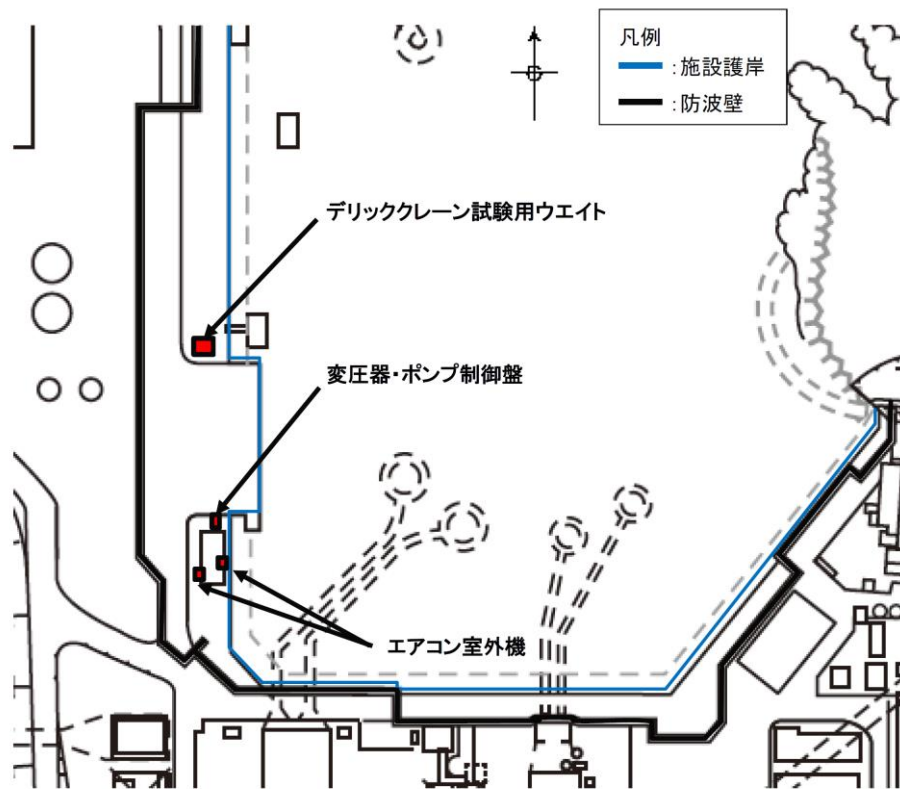 凡例
:施設護岸
:防波壁
デリッククレーン試験用ウエイト
変圧器・ポンプ制御盤
エアコン室外機